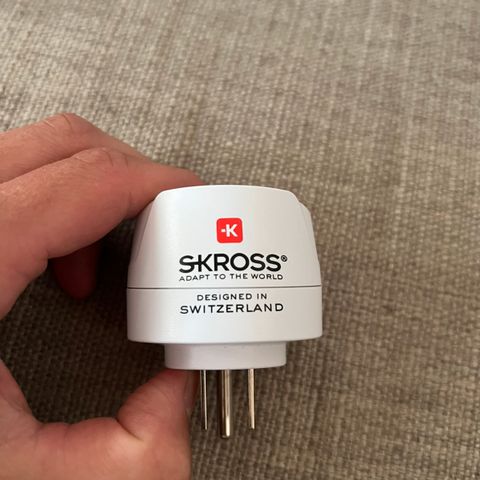 K
SKROSS®
ADAPT TO THE WORLD
DESIGNED IN
SWITZERLAND